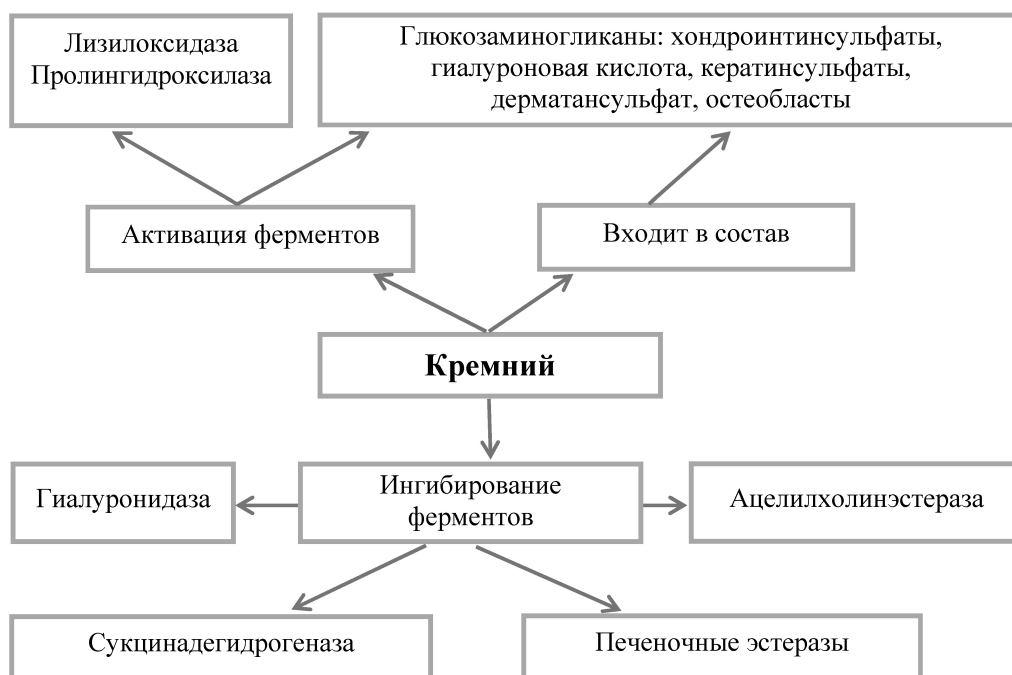 Лизилоксидаза
Пролингидроксилаза
Глюкозаминогликаны: хондроинтинсульфаты,
гиалуроновая кислота, кератинсульфаты,
дерматансульфат, остеобласты
Активация ферментов
Входит в состав
Кремний
Гиалуронидаза
Ингибирование
ферментов
Ацелилхолинэстераза
Сукцинадегидрогеназа
Печеночные эстеразы